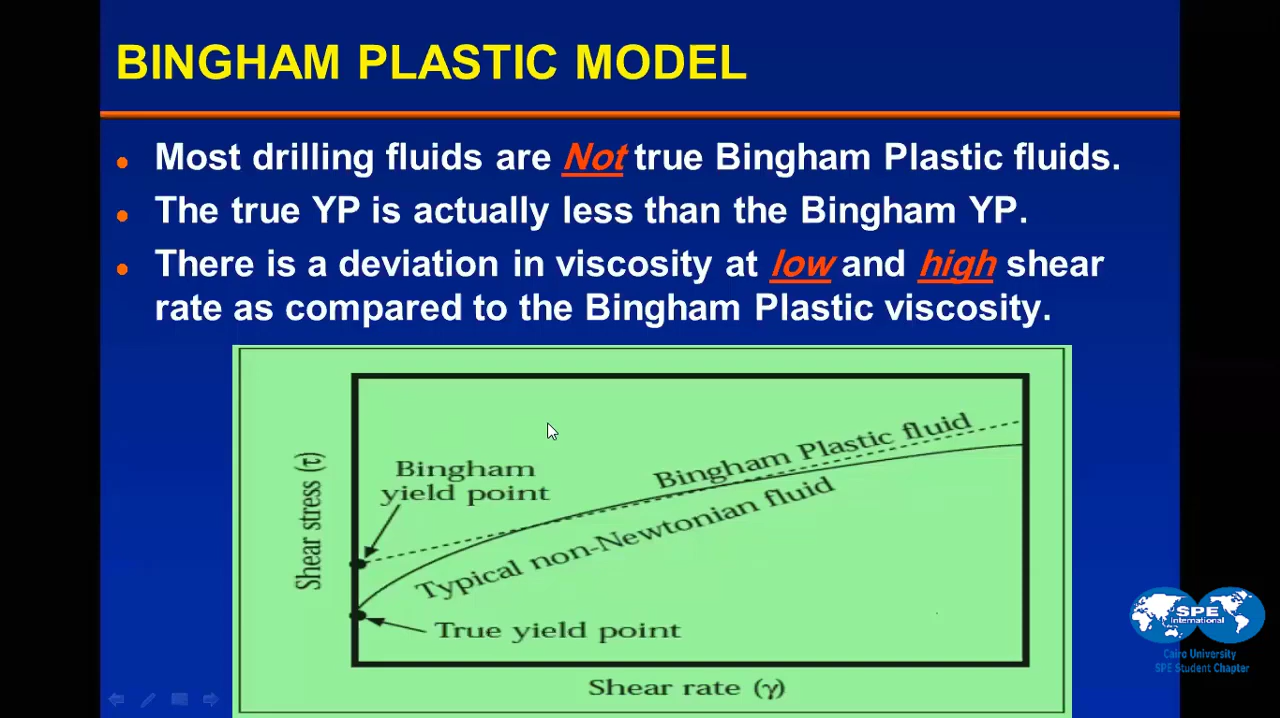 BINGHAM PLASTIC MODEL
Most drilling fluids are Not true Bingham Plastic fluids.
The true YP is actually less than the Bingham YP.
There is a deviation in viscosity at low and high shear
rate as compared to the Bingham Plastic viscosity.
Shear stress (τ)
Bingham
yield point
Bingham Plastic fluid
Typical non-Newtonian fluid
True yield point
Shear rate (γ)
SPE
International
Cairo University
SPE Student Chapter